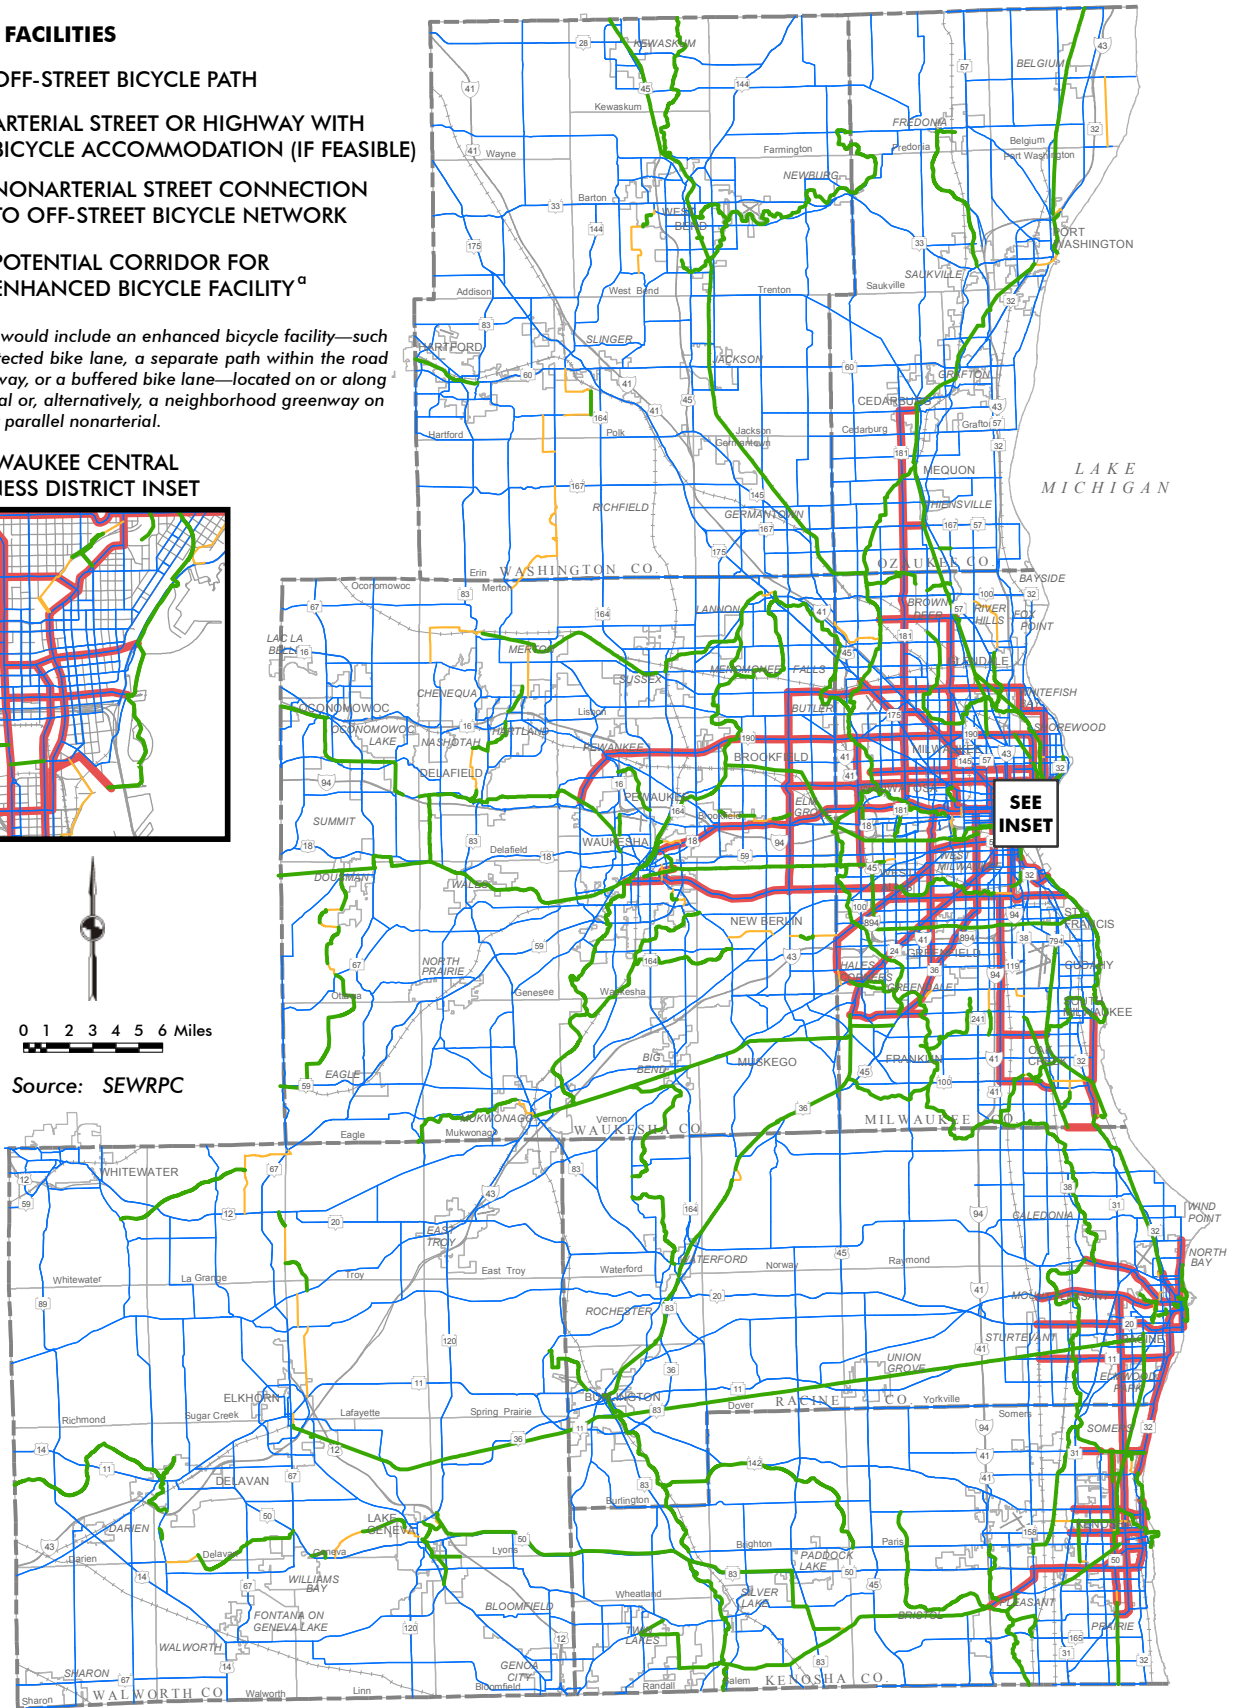 FACILITIES
OFF-STREET BICYCLE PATH
ARTERIAL STREET OR HIGHWAY WITH
BICYCLE ACCOMMODATION (IF FEASIBLE)
NONARTERIAL STREET CONNECTION
TO OFF-STREET BICYCLE NETWORK
POTENTIAL CORRIDOR FOR
ENHANCED BICYCLE FACILITY a
would include an enhanced bicycle facility—such
tected bike lane, a separate path within the road
way, or a buffered bike lane—located on or along
al or, alternatively, a neighborhood greenway on
parallel nonarterial.
WAUKEE CENTRAL
NESS DISTRICT INSET
0 1 2 3 4 5 6 Miles
Source: SEWRPC
SEE
INSET
LAKE
MICHIGAN
KEWASKUM
Kewaskum
Wayne
BELGIUM
FREDONIA
Fredonia
Belgium
Port Washington
Farmington
NEWBURG
Barton
WEST
BEND
PORT
WASHINGTON
SAUKVILLE
Saukville
Addison
West Bend
Trenton
HARTFORD
SLINGER
JACKSON
GRAFTON
CEDARBURG
Cedarburg
Grafton
Hartford
Polk
Jackson
Germantown
MEQUON
THIENSVILLE
RICHFIELD
GERMANTOWN
Erin
WASHINGTON CO.
OZAUKEE CO.
Oconomowoc
Merton
BAYSIDE
LANNON
BROWN
DEER
RIVER
HILLS
FOX
POINT
LAC LA
BELLE
MERTON
MENOMONEE FALLS
GLENDALE
SUSSEX
CHENEQUA
OCONOMOWOC
Lisbon
BUTLER
WHITEFISH
BAY
OCONOMOWOC
LAKE
NASHOTAH
HARTLAND
PEWAUKEE
SHOREWOOD
BROOKFIELD
MILWAUKEE
DELAFIELD
WAUWATOSA
PEWAUKEE
ELM
GROVE
Brookfield
SUMMIT
WAUKESHA
Delafield
WEST
MILWAUKEE
DOUSMAN
WALES
WEST
ALLIS
NEW BERLIN
ST.
FRANCIS
GREENFIELD
CUDAHY
NORTH
PRAIRIE
HALES
CORNERS
GREENDALE
Ottawa
Genesee
Waukesha
SOUTH
MILWAUKEE
EAGLE
BIG
BEND
MUSKEGO
FRANKLIN
OAK
CREEK
MUKWONAGO
Mukwonago
Vernon
Eagle
WAUKESHA CO.
MILWAUKEE CO.
WHITEWATER
EAST
TROY
CALEDONIA
WIND
POINT
NORTH
BAY
Whitewater
La Grange
Troy
East Troy
Waterford
WATERFORD
Norway
Raymond
ROCHESTER
MOUNT PLEASANT
STURTEVANT
RACINE
UNION
GROVE
ELMWOOD
PARK
ELKHORN
BURLINGTON
Richmond
Sugar Creek
Lafayette
Spring Prairie
Dover
RACINE CO.
Yorkville
Somers
SOMERS
DELAVAN
Burlington
DARIEN
Darien
Delavan
Geneva
LAKE
GENEVA
Lyons
Brighton
Paris
PADDOCK
LAKE
KENOSHA
WILLIAMS
BAY
Wheatland
SILVER
LAKE
FONTANA ON
GENEVA LAKE
BLOOMFIELD
BRISTOL
PLEASANT
PRAIRIE
TWIN
LAKES
WALWORTH
SHARON
Sharon
WALWORTH CO.
Walworth
Linn
GENOA
CITY
Bloomfield
Randall
Salem
KENOSHA CO.